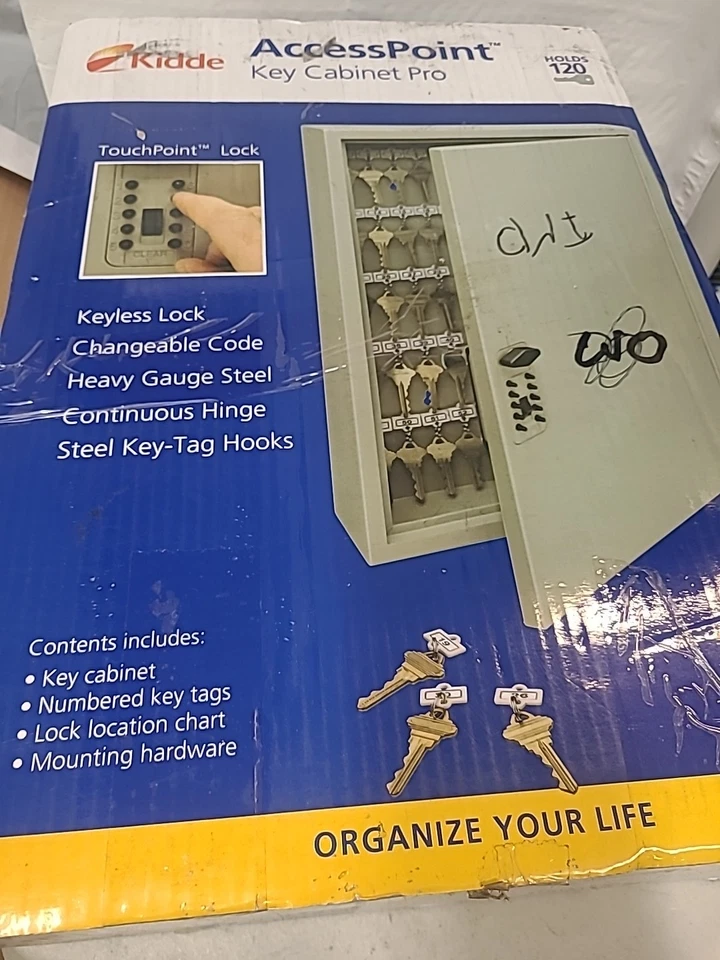 Kidde
AccessPoint™
Key Cabinet Pro
HOLDS
120
TouchPoint™ Lock
CLEAR
Keyless Lock
Changeable Code
Heavy Gauge Steel
Continuous Hinge
Steel Key-Tag Hooks
Contents includes:
• Key cabinet
• Numbered key tags
• Lock location chart
• Mounting hardware
ORGANIZE YOUR LIFE